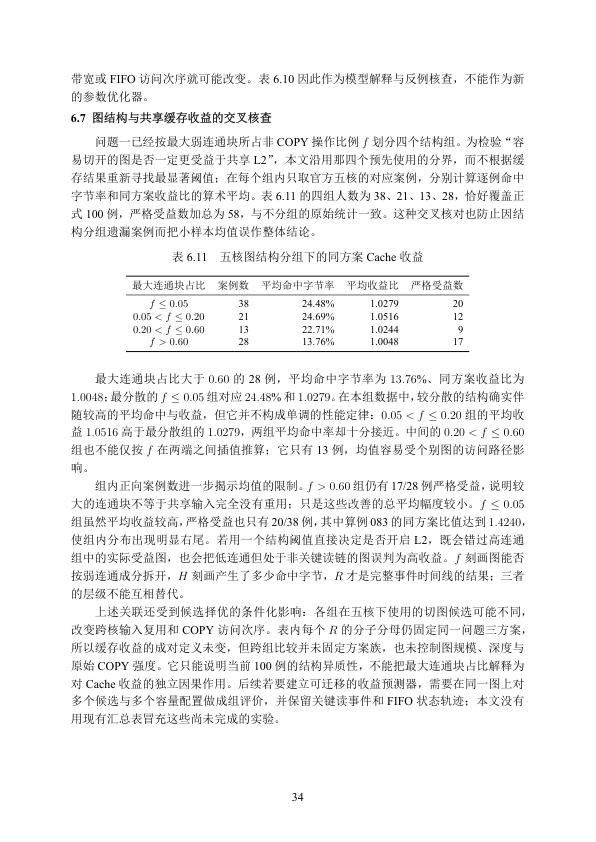 带宽或 FIFO 访问次序就可能改变。表 6.10 因此作为模型解释与反例核查，不能作为新
的参数优化器。
6.7 图结构与共享缓存收益的交叉核查
问题一已经按最大弱连通块所占非 COPY 操作比例 f 划分四个结构组。为检验“容
易切开的图是否一定更受益于共享 L2”，本文沿用那四个预先使用的分界，而不根据缓
存结果重新寻找最显著阈值；在每个组内只取官方五核的对应案例，分别计算逐例命中
字节率和同方案收益比的算术平均。表 6.11 的四组人数为 38、21、13、28，恰好覆盖正
式 100 例，严格受益数加总为 58，与不分组的原始统计一致。这种交叉核对也防止因结
构分组遗漏案例而把小样本均值误作整体结论。
表 6.11 五核图结构分组下的同方案 Cache 收益
最大连通块占比 案例数 平均命中字节率 平均收益比 严格受益数
f ≤ 0.05 38 24.48% 1.0279 20
0.05 < f ≤ 0.20 21 24.69% 1.0516 12
0.20 < f ≤ 0.60 13 22.71% 1.0244 9
f > 0.60 28 13.76% 1.0048 17
最大连通块占比大于 0.60 的 28 例，平均命中字节率为 13.76%、同方案收益比为
1.0048；最分散的 f ≤ 0.05 组对应 24.48% 和 1.0279。在本组数据中，较分散的结构确实伴
随较高的平均命中与收益，但它并不构成单调的性能定律：0.05 < f ≤ 0.20 组的平均收
益 1.0516 高于最分散组的 1.0279，两组平均命中率却十分接近。中间的 0.20 < f ≤ 0.60
组也不能仅按 f 在两端之间插值推算；它只有 13 例，均值容易受个别图的访问路径影
响。
组内正向案例数进一步揭示均值的限制。f > 0.60 组仍有 17/28 例严格受益，说明较
大的连通块不等于共享输入完全没有重用；只是这些改善的总平均幅度较小。f ≤ 0.05
组虽然平均收益较高，严格受益也只有 20/38 例，其中算例 083 的同方案比值达到 1.4240，
使组内分布出现明显右尾。若用一个结构阈值直接决定是否开启 L2，既会错过高连通
组中的实际受益图，也会把低连通但处于非关键读链的图误判为高收益。f 刻画图能否
按弱连通成分拆开，H 刻画产生了多少命中字节，R 才是完整事件时间线的结果；三者
的层级不能互相替代。
上述关联还受到候选择优的条件化影响：各组在五核下使用的切图候选可能不同，
改变跨核输入复用和 COPY 访问次序。表内每个 R 的分子分母仍固定同一问题三方案，
所以缓存收益的成对定义未变，但跨组比较并未固定方案族，也未控制图规模、深度与
原始 COPY 强度。它只能说明当前 100 例的结构异质性，不能把最大连通块占比解释为
对 Cache 收益的独立因果作用。后续若要建立可迁移的收益预测器，需要在同一图上对
多个候选与多个容量配置做成组评价，并保留关键读事件和 FIFO 状态轨迹；本文没有
用现有汇总表冒充这些尚未完成的实验。
34